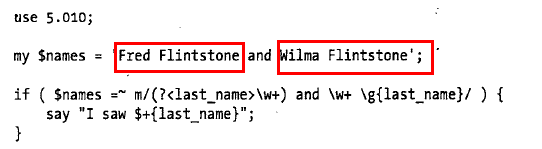 use 5.010;
my $names = 'Fred Flintstone and Wilma Flintstone';
if ( $names =~ m/(?<last_name>\w+) and \w+ \g{last_name}/ ) {
say "I saw $+{last_name}";
}